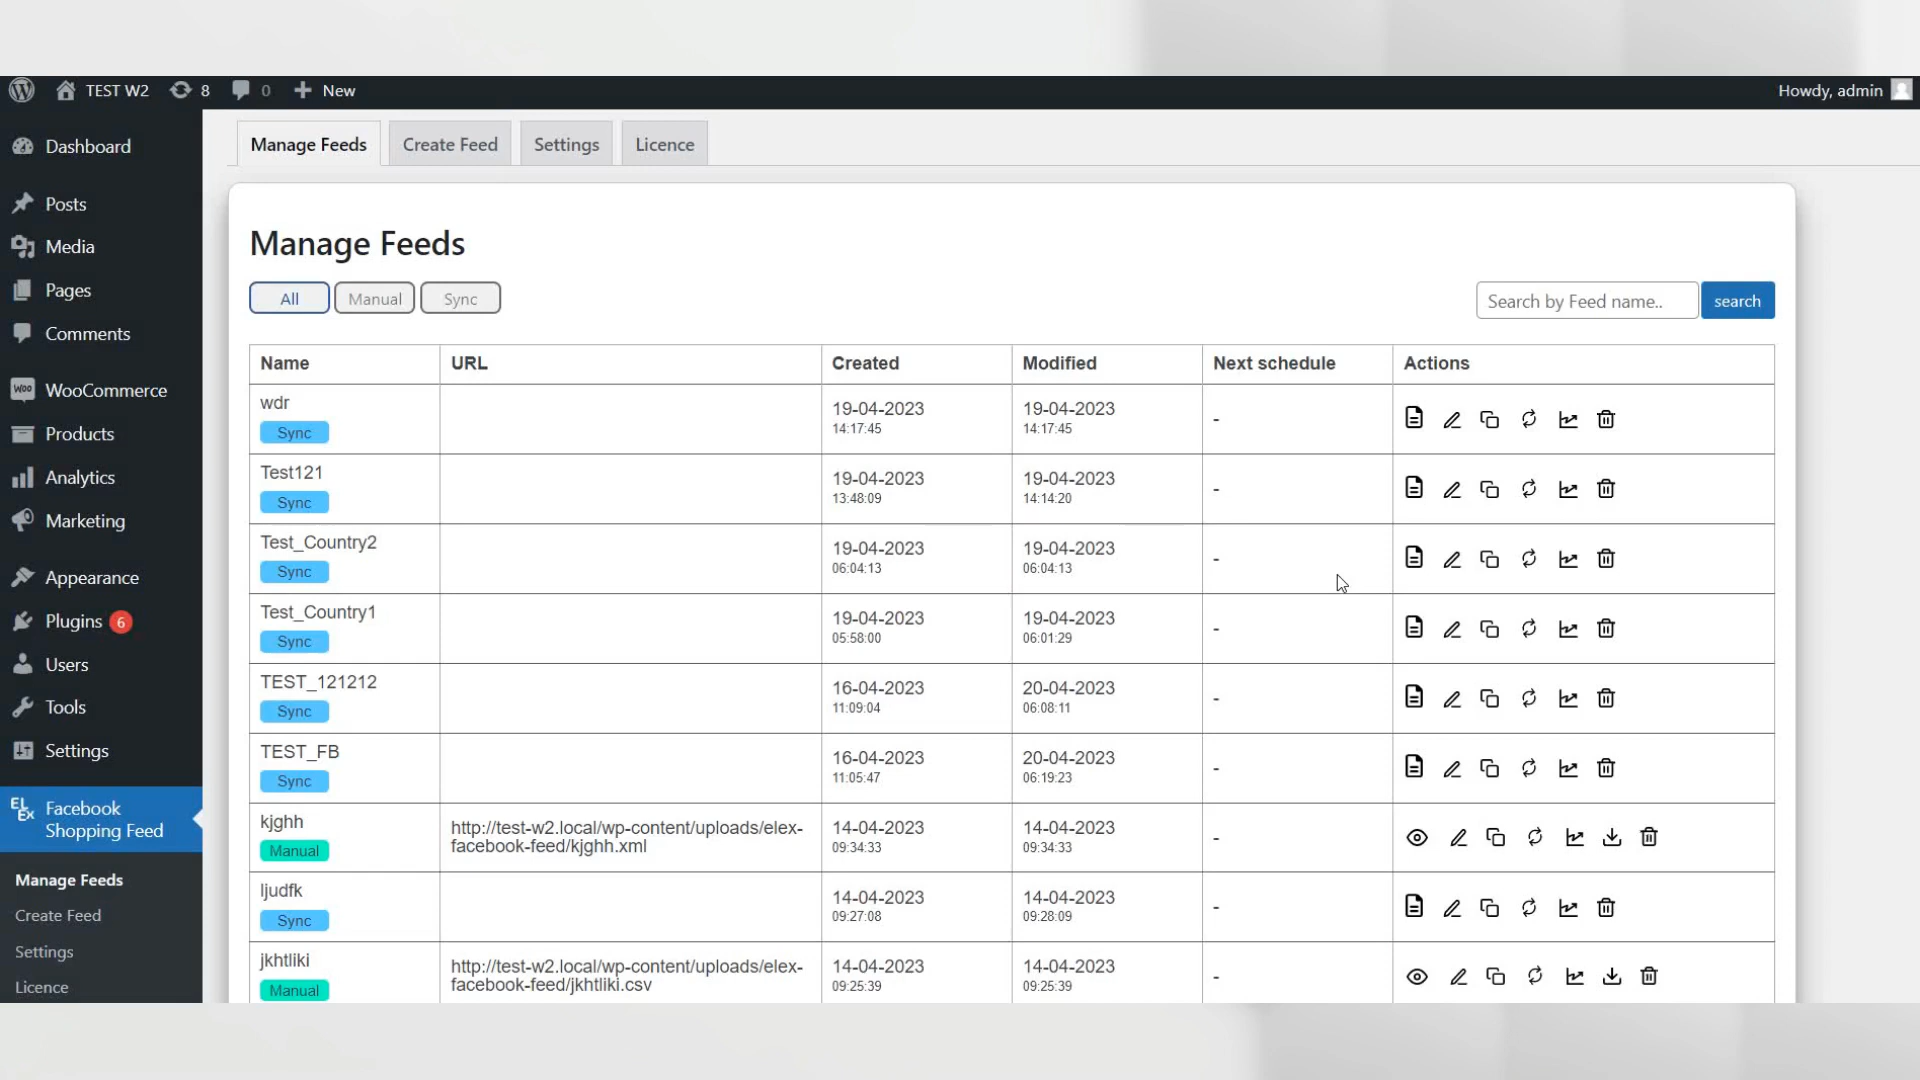 TEST W2 8 0 New Howdy, admin
Dashboard
Posts
Media
Pages
Comments
WooCommerce
Products
Analytics
Marketing
Appearance
Plugins 6
Users
Tools
Settings
EL
Ex
Facebook
Shopping Feed
Manage Feeds
Create Feed
Settings
Licence
Manage Feeds Create Feed Settings Licence
Manage Feeds
All Manual Sync
Search by Feed name.. search
Name URL Created Modified Next schedule Actions
wdr
Sync
19-04-2023
14:17:45
19-04-2023
14:17:45
-
Test121
Sync
19-04-2023
13:48:09
19-04-2023
14:14:20
-
Test_Country2
Sync
19-04-2023
06:04:13
19-04-2023
06:04:13
-
Test_Country1
Sync
19-04-2023
05:58:00
19-04-2023
06:01:29
-
TEST_121212
Sync
16-04-2023
11:09:04
20-04-2023
06:08:11
-
TEST_FB
Sync
16-04-2023
11:05:47
20-04-2023
06:19:23
-
kjghh
Manual
http://test-w2.local/wp-content/uploads/elex-
facebook-feed/kjghh.xml
14-04-2023
09:34:33
14-04-2023
09:34:33
-
ljudfk
Sync
14-04-2023
09:27:08
14-04-2023
09:28:09
-
jkhtliki
Manual
http://test-w2.local/wp-content/uploads/elex-
facebook-feed/jkhtliki.csv
14-04-2023
09:25:39
14-04-2023
09:25:39
-